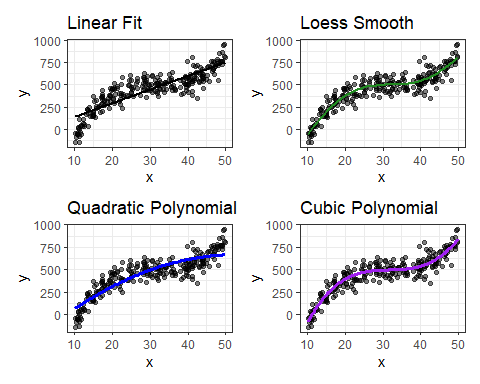 Linear Fit
1000
750
500
250
0
y
10 20 30 40 50
x
Loess Smooth
1000
750
500
250
0
y
10 20 30 40 50
x
Quadratic Polynomial
1000
750
500
250
0
y
10 20 30 40 50
x
Cubic Polynomial
1000
750
500
250
0
y
10 20 30 40 50
x